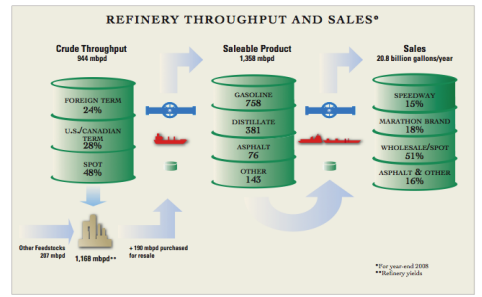 REFINERY THROUGHPUT AND SALES*
Crude Throughput
944 mbpd
FOREIGN TERM
24%
U.S./CANADIAN
TERM
28%
SPOT
48%
Other Feedstocks
207 mbpd
1,168 mbpd**
+ 190 mbpd purchased
for resale
Saleable Product
1,358 mbpd
GASOLINE
758
DISTILLATE
381
ASPHALT
76
OTHER
143
Sales
20.8 billion gallons/year
SPEEDWAY
15%
MARATHON BRAND
18%
WHOLESALE/SPOT
51%
ASPHALT & OTHER
16%
*For year-end 2008
**Refinery yields